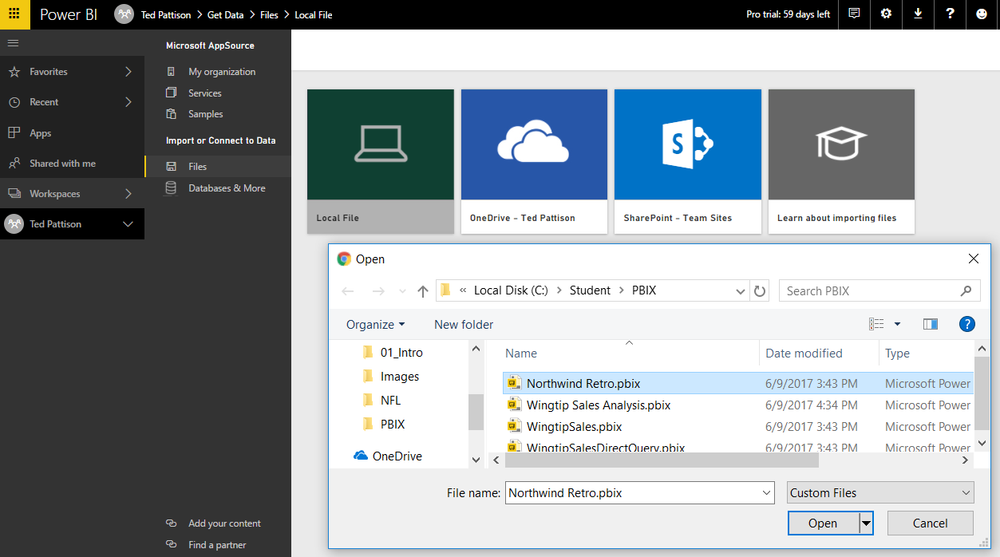 Power BI Ted Pattison > Get Data > Files > Local File Pro trial: 59 days left ?
Favorites
Recent
Apps
Shared with me
Workspaces
Ted Pattison
Microsoft AppSource
My organization
Services
Samples
Import or Connect to Data
Files
Databases & More
Add your content
Find a partner
S
Local File
OneDrive – Ted Pattison
SharePoint – Team Sites
Learn about importing files
Open
« Local Disk (C:) > Student > PBIX
Search PBIX
Organize New folder ?
01_Intro
Images
NFL
PBIX
OneDrive
Name Date modified Type
Northwind Retro.pbix 6/9/2017 3:43 PM Microsoft Power
Wingtip Sales Analysis.pbix 6/9/2017 4:34 PM Microsoft Power
WingtipSales.pbix 6/9/2017 3:43 PM Microsoft Power
WingtipSalesDirectQuery.pbix 6/9/2017 3:43 PM Microsoft Power
File name: Northwind Retro.pbix Custom Files
Open Cancel